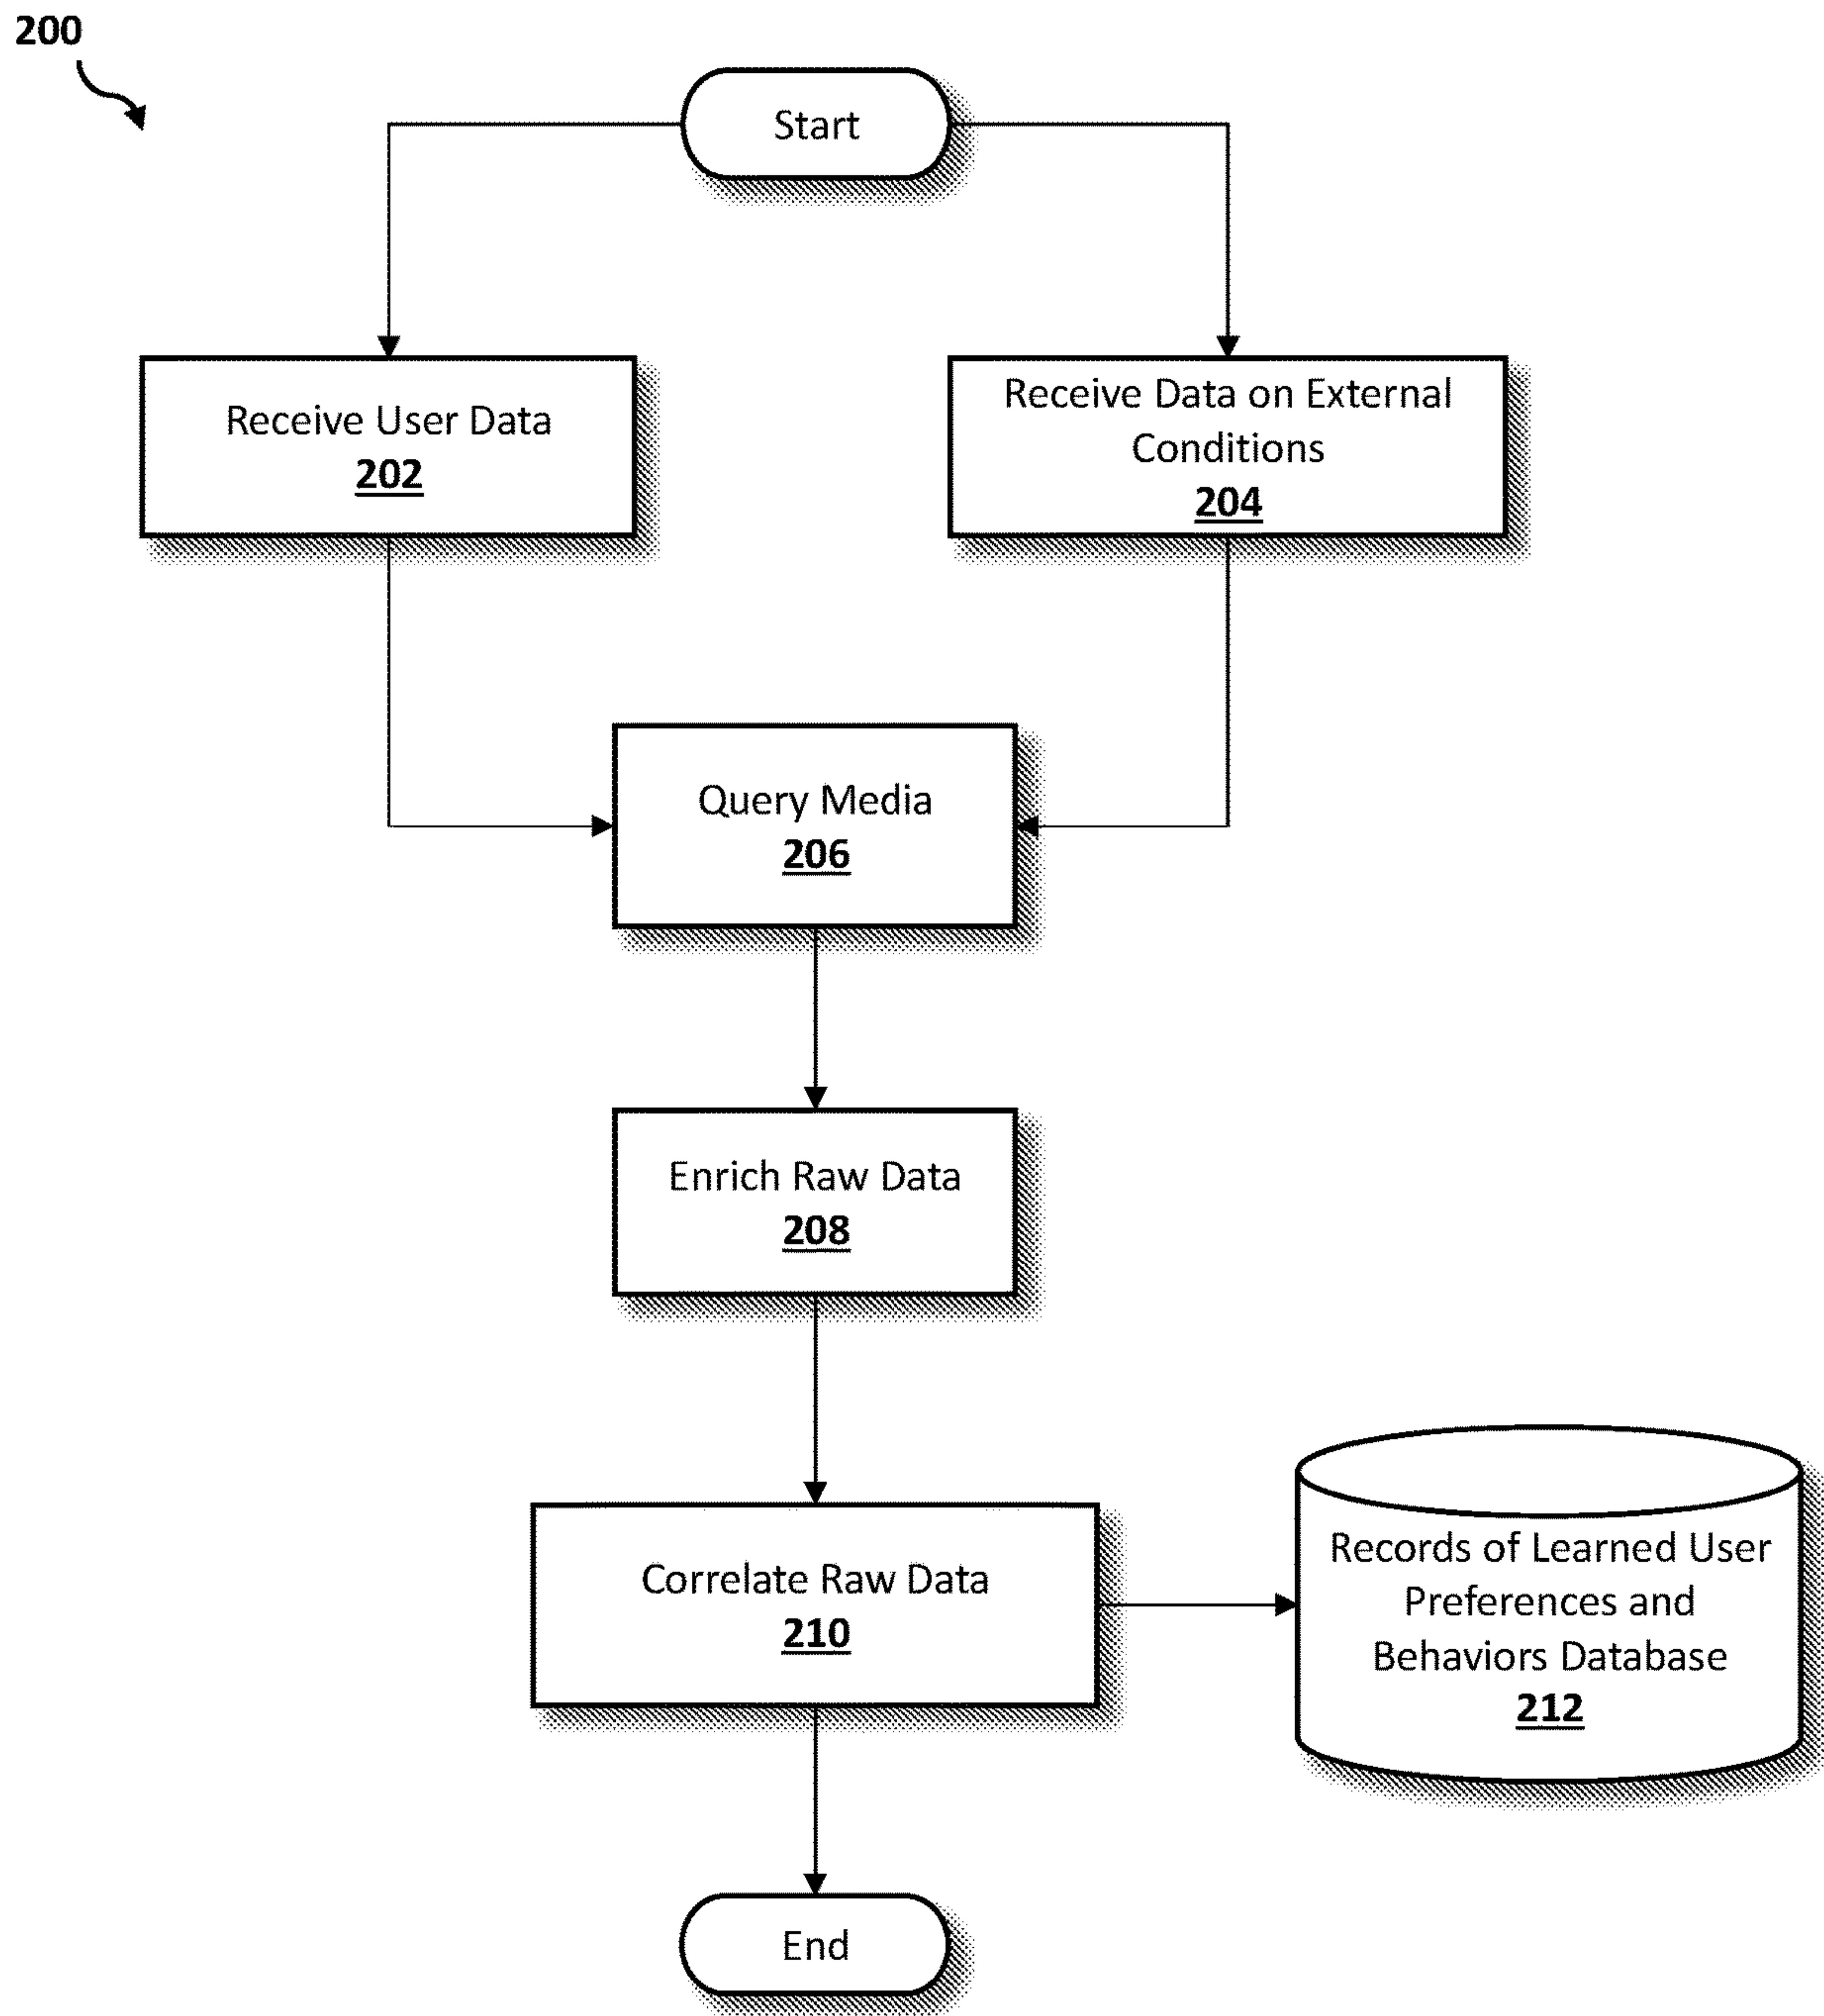 200
Start
Receive User Data
202
Receive Data on External
Conditions
204
Query Media
206
Enrich Raw Data
208
Correlate Raw Data
210
Records of Learned User
Preferences and
Behaviors Database
212
End